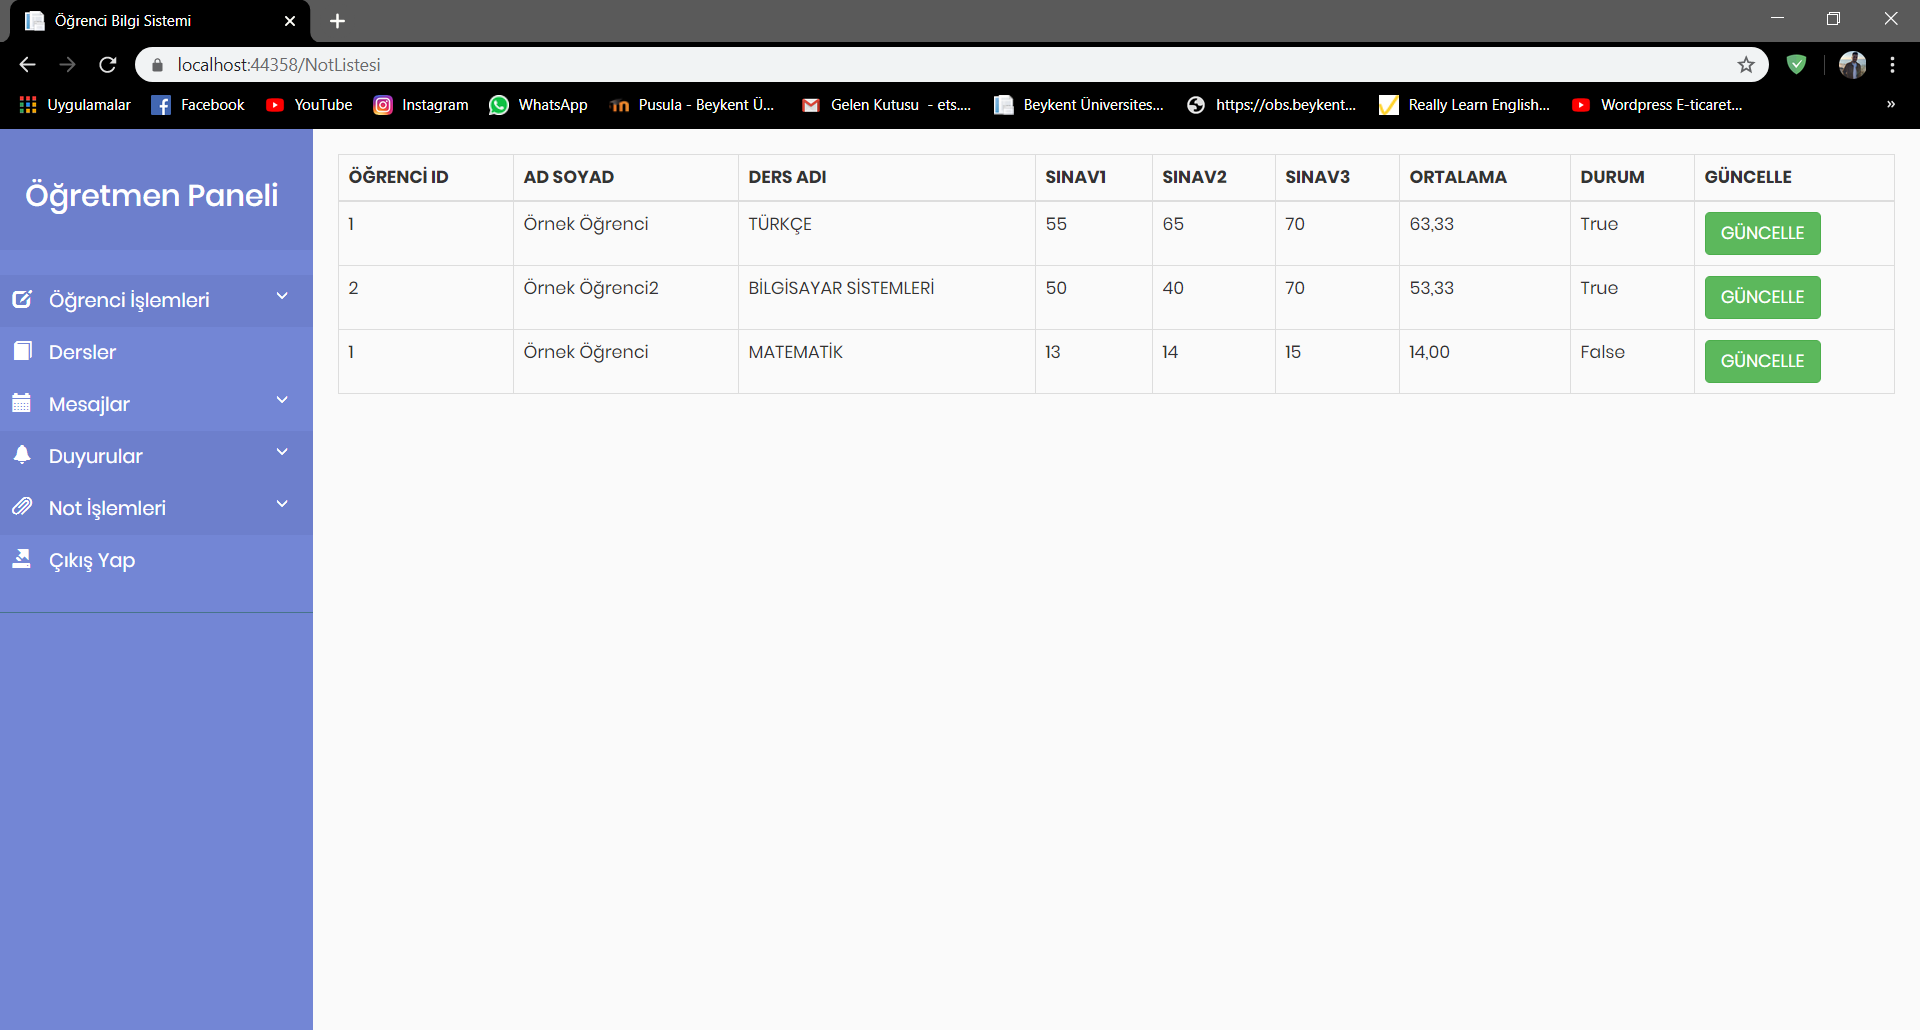 Öğrenci Bilgi Sistemi
localhost:44358/NotListesi
Uygulamalar Facebook YouTube Instagram WhatsApp Pusula - Beykent Ü... Gelen Kutusu - ets.... Beykent Üniversites... https://obs.beykent... Really Learn English... Wordpress E-ticaret... »
Öğretmen Paneli
Öğrenci İşlemleri
Dersler
Mesajlar
Duyurular
Not İşlemleri
Çıkış Yap
ÖĞRENCİ ID AD SOYAD DERS ADI SINAV1 SINAV2 SINAV3 ORTALAMA DURUM GÜNCELLE
1 Örnek Öğrenci TÜRKÇE 55 65 70 63,33 True GÜNCELLE
2 Örnek Öğrenci2 BİLGİSAYAR SİSTEMLERİ 50 40 70 53,33 True GÜNCELLE
1 Örnek Öğrenci MATEMATİK 13 14 15 14,00 False GÜNCELLE